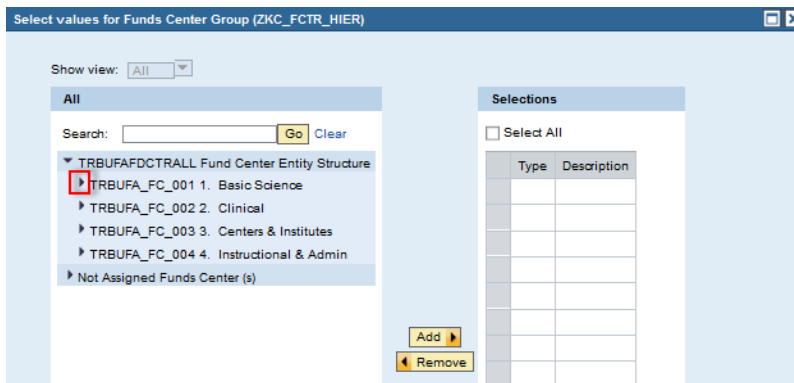 Select values for Funds Center Group (ZKC_FCTR_HIER)
Show view: All
All
Search: Go Clear
TRBUFAFDCTRALL Fund Center Entity Structure
TRBUFA_FC_001 1. Basic Science
TRBUFA_FC_002 2. Clinical
TRBUFA_FC_003 3. Centers & Institutes
TRBUFA_FC_004 4. Instructional & Admin
Not Assigned Funds Center (s)
Add
Remove
Selections
Select All
Type Description